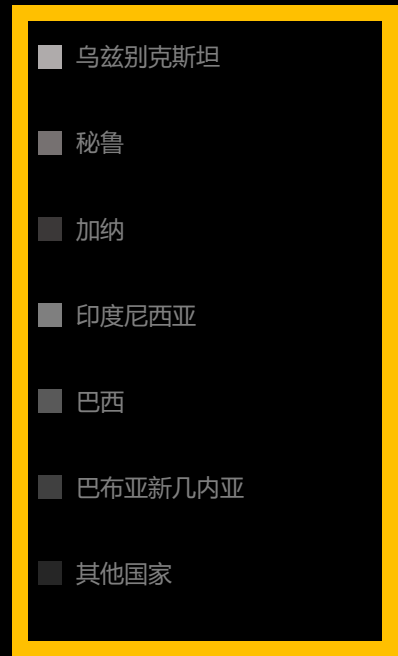 乌兹别克斯坦
秘鲁
加纳
印度尼西亚
巴西
巴布亚新几内亚
其他国家